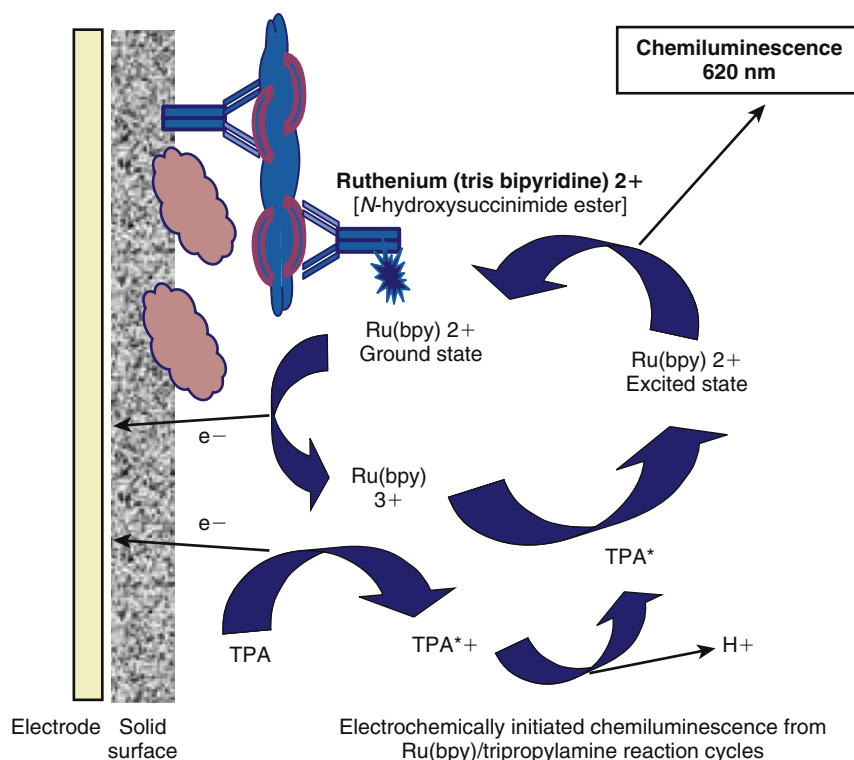 Chemiluminescence
620 nm
Ruthenium (tris bipyridine) 2+
[N-hydroxysuccinimide ester]
Ru(bpy) 2+
Ground state
Ru(bpy) 2+
Excited state
e−
Ru(bpy)
3+
e−
TPA*
TPA
TPA*+
H+
Electrode
Solid
surface
Electrochemically initiated chemiluminescence from
Ru(bpy)/tripropylamine reaction cycles